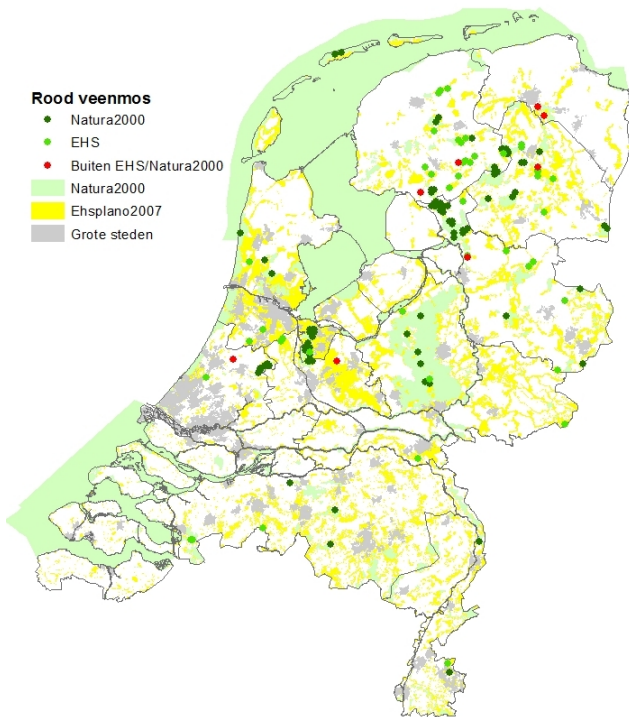 Rood veenmos
Natura2000
EHS
Buiten EHS/Natura2000
Natura2000
Ehsplano2007
Grote steden